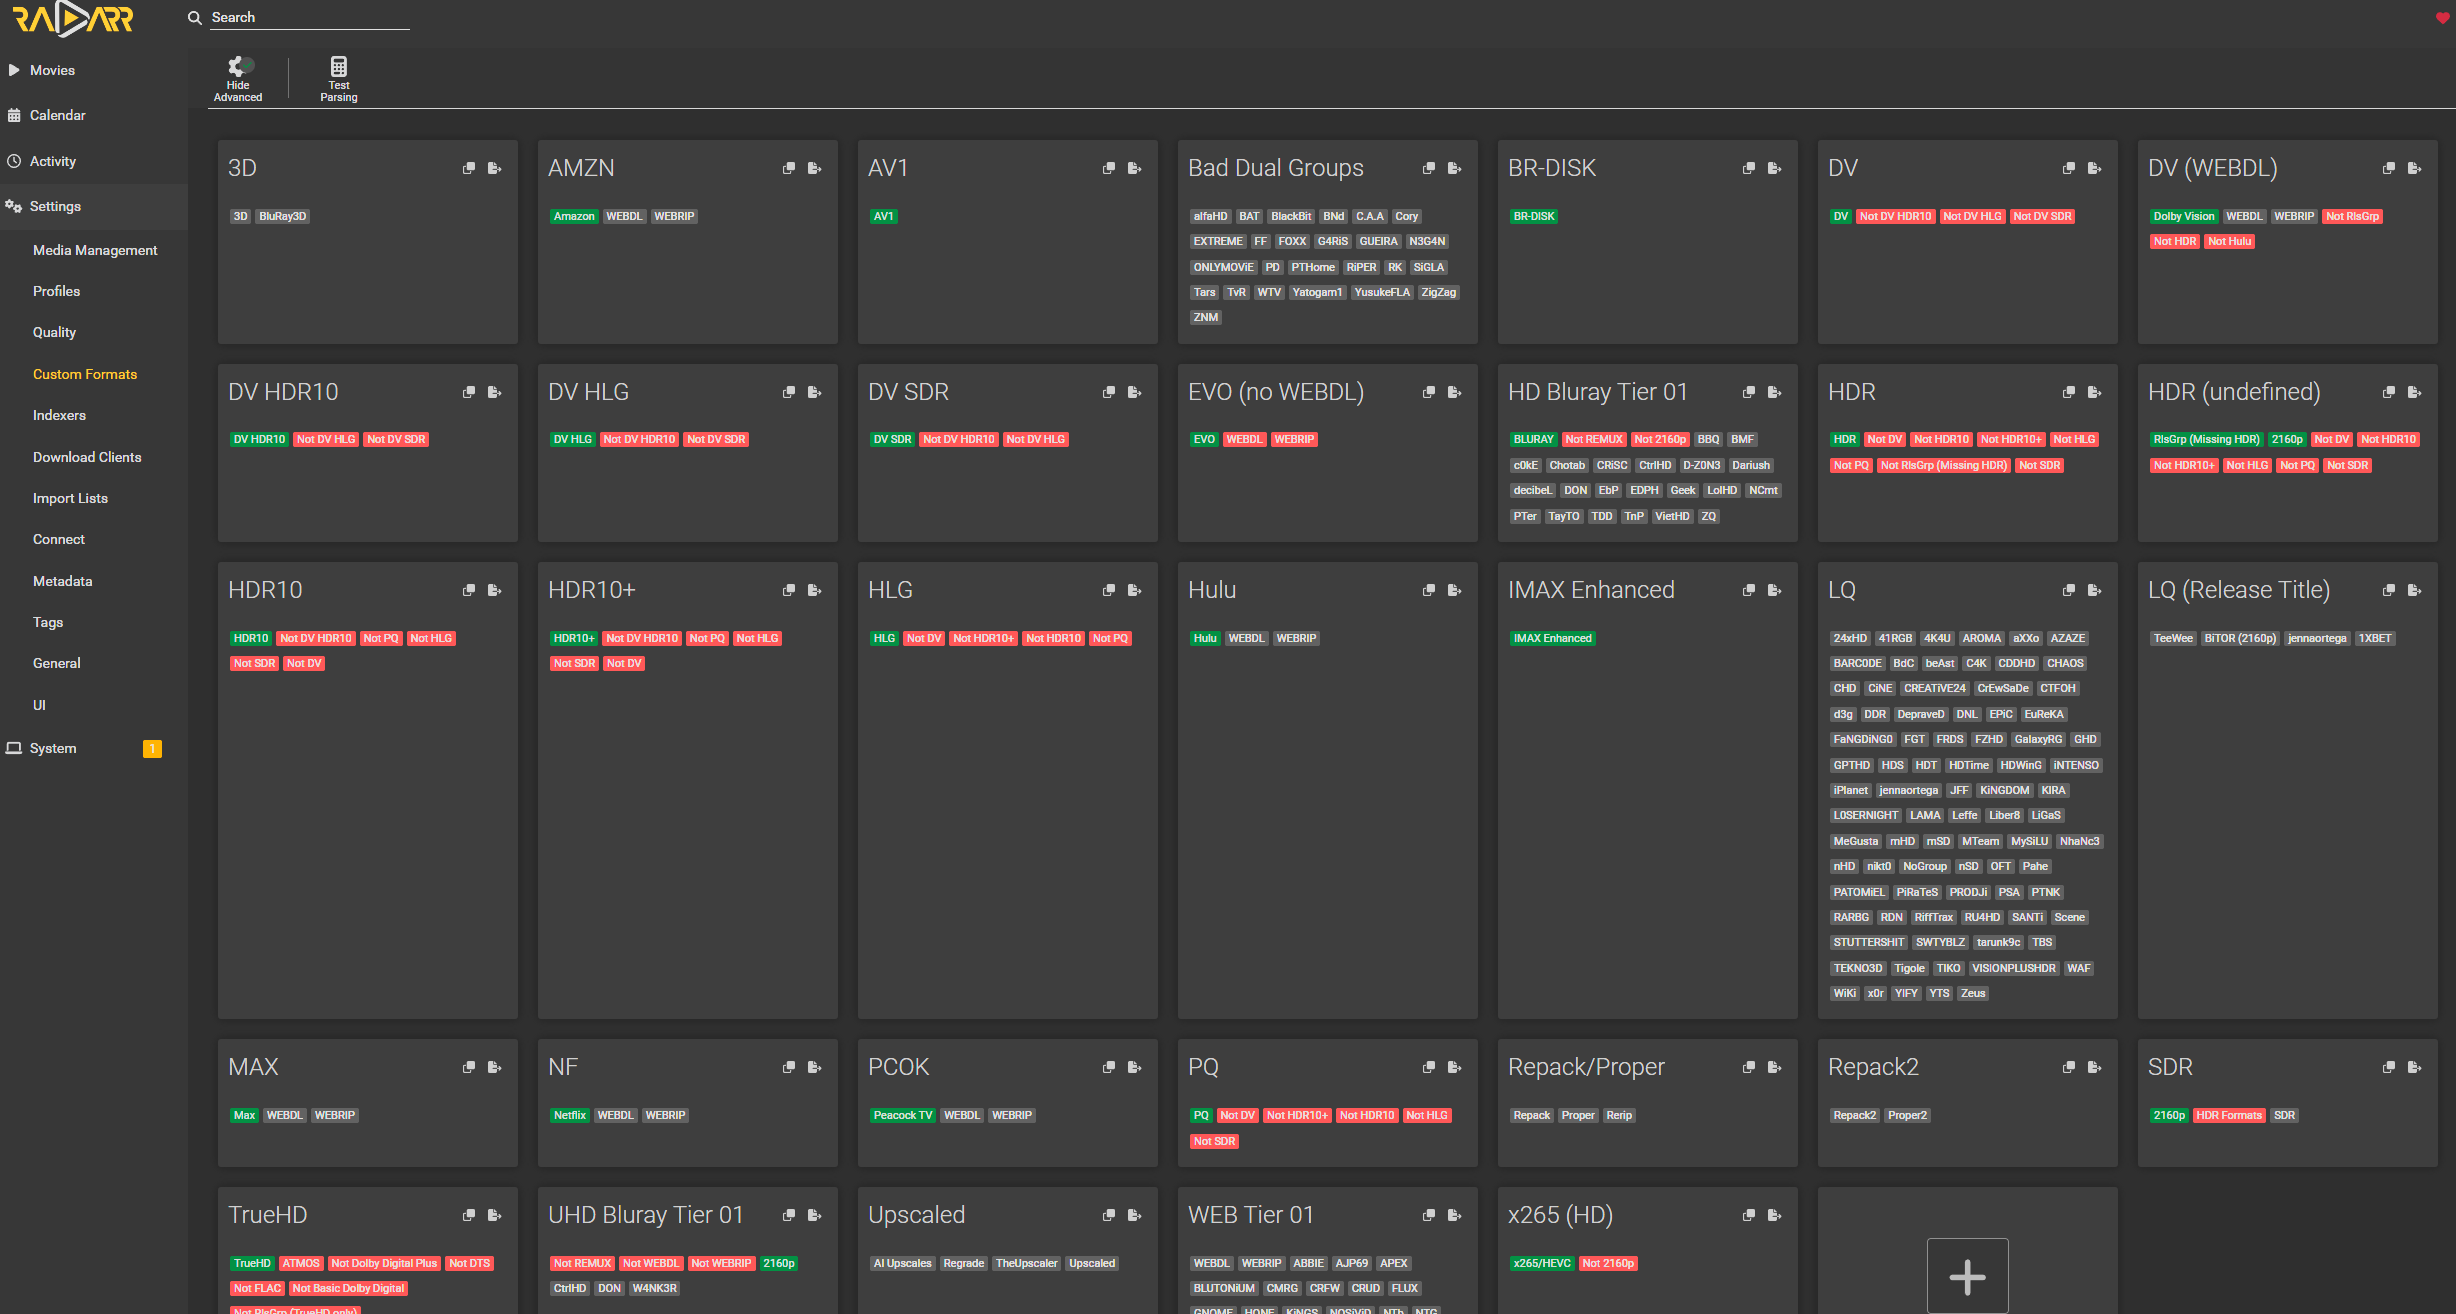 RADARR
Search
Movies
Calendar
Activity
Settings
Media Management
Profiles
Quality
Custom Formats
Indexers
Download Clients
Import Lists
Connect
Metadata
Tags
General
UI
System 1
Hide
Advanced
Test
Parsing
3D
3D BluRay3D
AMZN
Amazon WEBDL WEBRIP
AV1
AV1
Bad Dual Groups
alfaHD BAT BlackBit BNd C.A.A Cory
EXTREME FF FOXX G4RiS GUEIRA N3G4N
ONLYMOViE PD PTHome RiPER RK SiGLA
Tars TvR WTV Yatogam1 YusukeFLA ZigZag
ZNM
BR-DISK
BR-DISK
DV
DV Not DV HDR10 Not DV HLG Not DV SDR
DV (WEBDL)
Dolby Vision WEBDL WEBRIP Not RlsGrp
Not HDR Not Hulu
DV HDR10
DV HDR10 Not DV HLG Not DV SDR
DV HLG
DV HLG Not DV HDR10 Not DV SDR
DV SDR
DV SDR Not DV HDR10 Not DV HLG
EVO (no WEBDL)
EVO WEBDL WEBRIP
HD Bluray Tier 01
BLURAY Not REMUX Not 2160p BBQ BMF
c0kE Chotab CRiSC CtrlHD D-Z0N3 Dariush
decibeL DON EbP EDPH Geek LolHD NCmt
PTer TayTO TDD TnP VietHD ZQ
HDR
HDR Not DV Not HDR10 Not HDR10+ Not HLG
Not PQ Not RlsGrp (Missing HDR) Not SDR
HDR (undefined)
RlsGrp (Missing HDR) 2160p Not DV Not HDR10
Not HDR10+ Not HLG Not PQ Not SDR
HDR10
HDR10 Not DV HDR10 Not PQ Not HLG
Not SDR Not DV
HDR10+
HDR10+ Not DV HDR10 Not PQ Not HLG
Not SDR Not DV
HLG
HLG Not DV Not HDR10+ Not HDR10 Not PQ
Hulu
Hulu WEBDL WEBRIP
IMAX Enhanced
IMAX Enhanced
LQ
24xHD 41RGB 4K4U AROMA aXXo AZAZE
BARC0DE BdC beAst C4K CDDHD CHAOS
CHD CiNE CREATiVE24 CrEwSaDe CTFOH
d3g DDR DepraveD DNL EPiC EuReKA
FaNGDiNG0 FGT FRDS FZHD GalaxyRG GHD
GPTHD HDS HDT HDTime HDWinG iNTENSO
iPlanet jennaortega JFF KiNGDOM KIRA
L0SERNIGHT LAMA Leffe Liber8 LiGaS
MeGusta mHD mSD MTeam MySiLU NhaNc3
nHD nikt0 NoGroup nSD OFT Pahe
PATOMiEL PiRaTeS PRODJi PSA PTNK
RARBG RDN RiffTrax RU4HD SANTi Scene
STUTTERSHIT SWTYBLZ tarunk9c TBS
TEKNO3D Tigole TIKO VISIONPLUSHDR WAF
WiKi x0r YIFY YTS Zeus
LQ (Release Title)
TeeWee BiTOR (2160p) jennaortega 1XBET
MAX
Max WEBDL WEBRIP
NF
Netflix WEBDL WEBRIP
PCOK
Peacock TV WEBDL WEBRIP
PQ
PQ Not DV Not HDR10+ Not HDR10 Not HLG
Not SDR
Repack/Proper
Repack Proper Rerip
Repack2
Repack2 Proper2
SDR
2160p HDR Formats SDR
TrueHD
TrueHD ATMOS Not Dolby Digital Plus Not DTS
Not FLAC Not Basic Dolby Digital
Not RlsGrp (TrueHD only)
UHD Bluray Tier 01
Not REMUX Not WEBDL Not WEBRIP 2160p
CtrlHD DON W4NK3R
Upscaled
AI Upscales Regrade TheUpscaler Upscaled
WEB Tier 01
WEBDL WEBRIP ABBIE AJP69 APEX
BLUTONiUM CMRG CRFW CRUD FLUX
GNOME HONE KiNGS NOSiViD NTb NTG
x265 (HD)
x265/HEVC Not 2160p